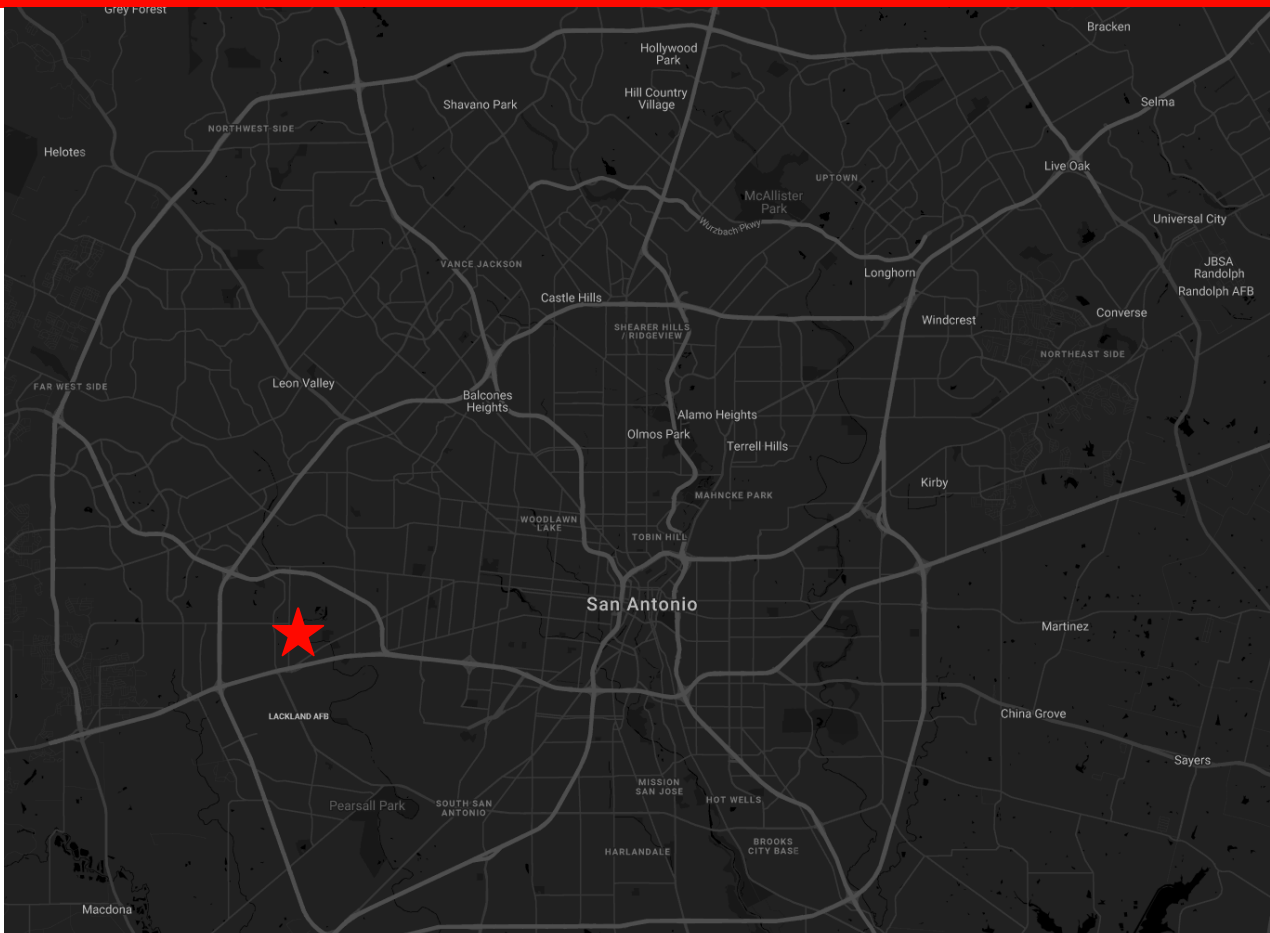 Grey Forest
Bracken
Hollywood
Park
Hill Country
Village
Shavano Park
Selma
NORTHWEST SIDE
Helotes
Live Oak
UPTOWN
McAllister
Park
Universal City
Wurzbach Pkwy
VANCE JACKSON
JBSA
Randolph
Longhorn
Randolph AFB
Castle Hills
Converse
Windcrest
SHEARER HILLS
/ RIDGEVIEW
NORTHEAST SIDE
Leon Valley
FAR WEST SIDE
Balcones
Heights
Alamo Heights
Olmos Park
Terrell Hills
Kirby
MAHNCKE PARK
WOODLAWN
LAKE
TOBIN HILL
San Antonio
Martinez
LACKLAND AFB
China Grove
Sayers
MISSION
SAN JOSE
HOT WELLS
Pearsall Park
SOUTH SAN
ANTONIO
BROOKS
CITY BASE
HARLANDALE
Macdona